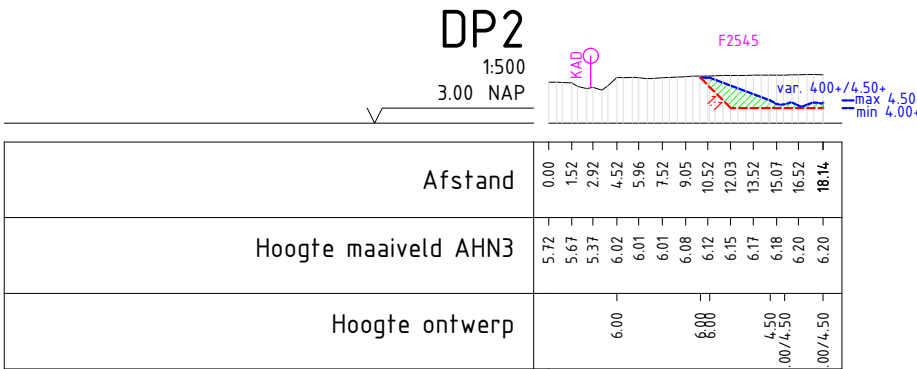 DP2
1:500
3.00 NAP
F2545
KAD
var. 400+/4.50+
max 4.50
min 4.00+
Afstand 0.00 1.52 2.92 4.52 5.96 7.52 9.05 10.52 12.03 13.52 15.07 16.52 18.14
Hoogte maaiveld AHN3 5.72 5.67 5.37 6.02 6.01 6.01 6.08 6.12 6.15 6.17 6.18 6.20 6.20
Hoogte ontwerp 6.00 6.00 6.00 4.50 .00/4.50 .00/4.50